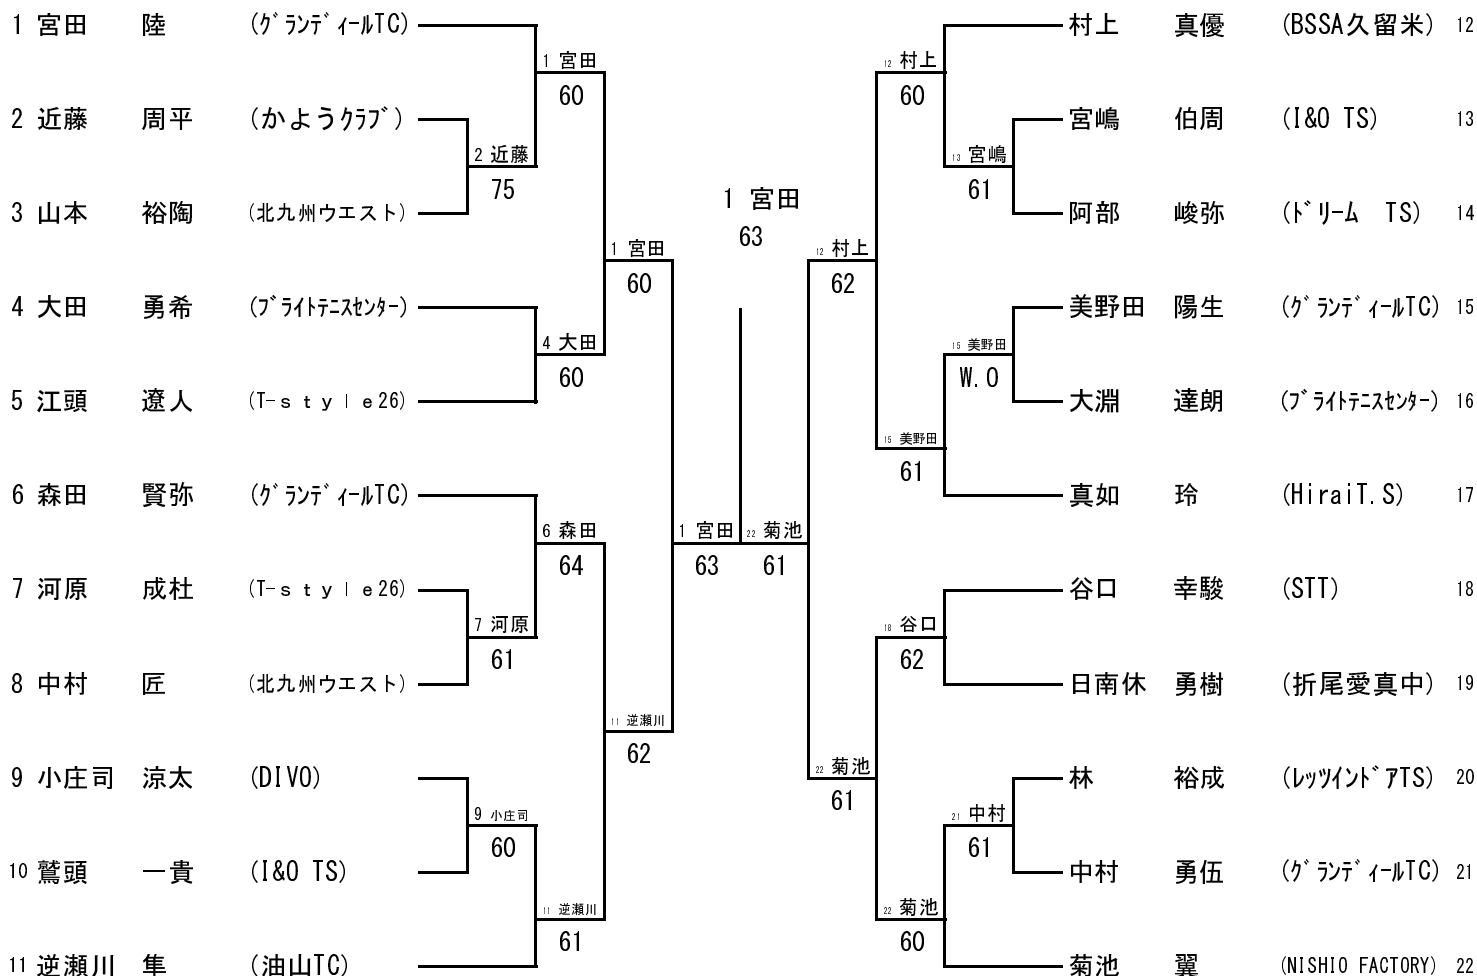 1 宮田 陸 (グランディールTC)
2 近藤 周平 (かようクラブ)
3 山本 裕陶 (北九州ウエスト)
4 大田 勇希 (ブライトテニスセンター)
5 江頭 遼人 (T-style26)
6 森田 賢弥 (グランディールTC)
7 河原 成杜 (T-style26)
8 中村 匠 (北九州ウエスト)
9 小庄司 涼太 (DIVO)
10 鷲頭 一貴 (I&O TS)
11 逆瀬川 隼 (油山TC)
2 近藤
75
7 河原
61
9 小庄司
60
1 宮田
60
4 大田
60
6 森田
64
11 逆瀬川
61
1 宮田
60
11 逆瀬川
62
1 宮田
63
1 宮田
63
22 菊池
61
12 村上
62
22 菊池
61
12 村上
60
15 美野田
61
18 谷口
62
22 菊池
60
13 宮嶋
61
15 美野田
W.O
21 中村
61
村上 真優 (BSSA久留米) 12
宮嶋 伯周 (I&O TS) 13
阿部 峻弥 (ドリーム TS) 14
美野田 陽生 (グランディールTC) 15
大淵 達朗 (ブライトテニスセンター) 16
真如 玲 (HiraiT.S) 17
谷口 幸駿 (STT) 18
日南休 勇樹 (折尾愛真中) 19
林 裕成 (レッツインドアTS) 20
中村 勇伍 (グランディールTC) 21
菊池 翼 (NISHIO FACTORY) 22